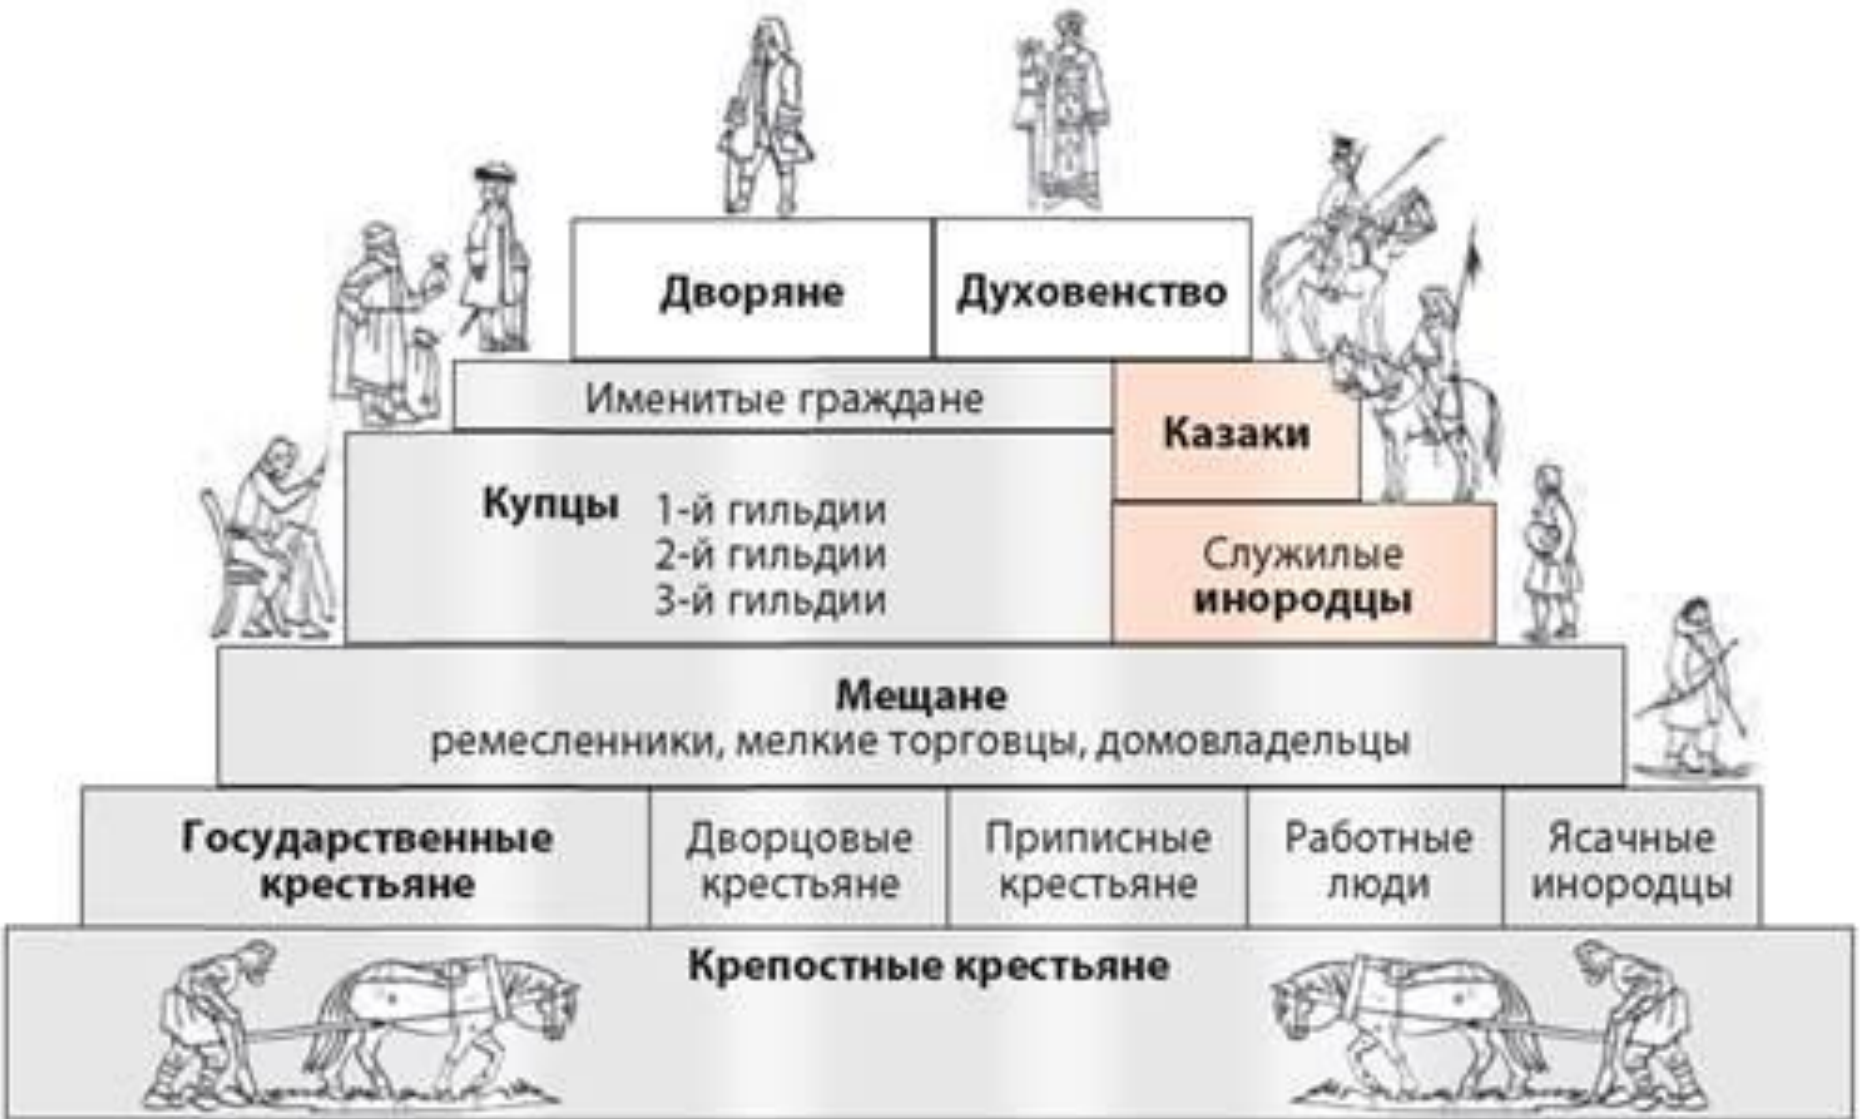 Дворяне
Духовенство
Именитые граждане
Казаки
Купцы 1-й гильдии
2-й гильдии
3-й гильдии
Служилые
инородцы
Мещане
ремесленники, мелкие торговцы, домовладельцы
Государственные
крестьяне
Дворцовые
крестьяне
Приписные
крестьяне
Работные
люди
Ясачные
инородцы
Крепостные крестьяне